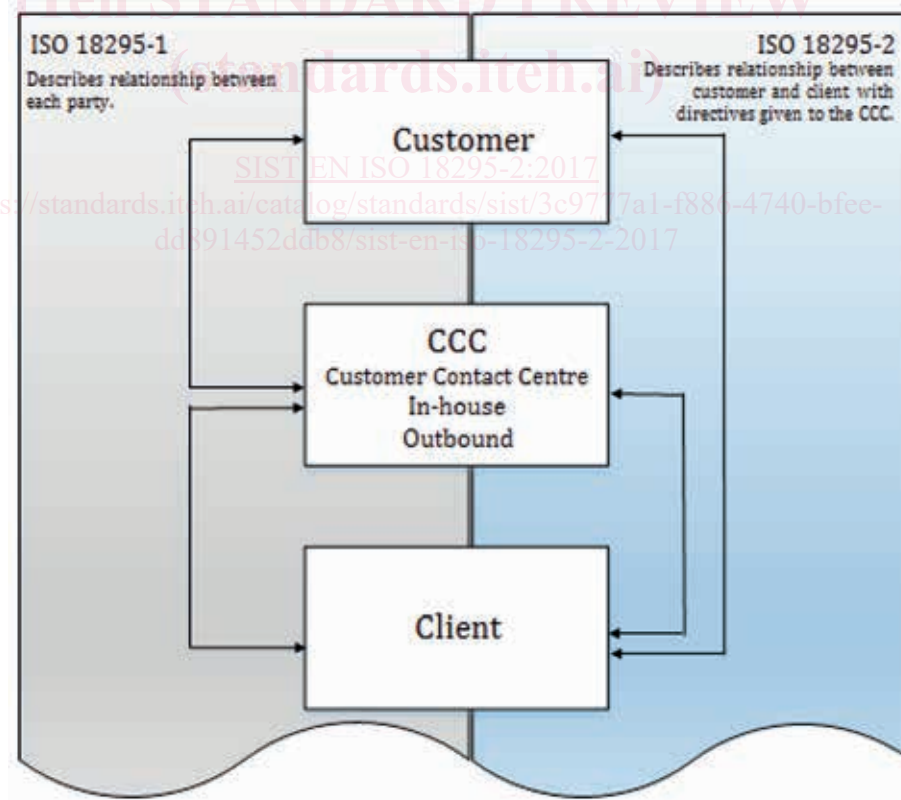 iTeh STANDARD PREVIEW
(standards.iteh.ai)
ISO 18295-1
Describes relationship between
each party.
ISO 18295-2
Describes relationship between
customer and client with
directives given to the CCC.
Customer
SIST EN ISO 18295-2:2017
s://standards.iteh.ai/catalog/standards/sist/3c9777a1-f886-4740-bfee-
dd891452ddb8/sist-en-iso-18295-2-2017
CCC
Customer Contact Centre
In-house
Outbound
Client